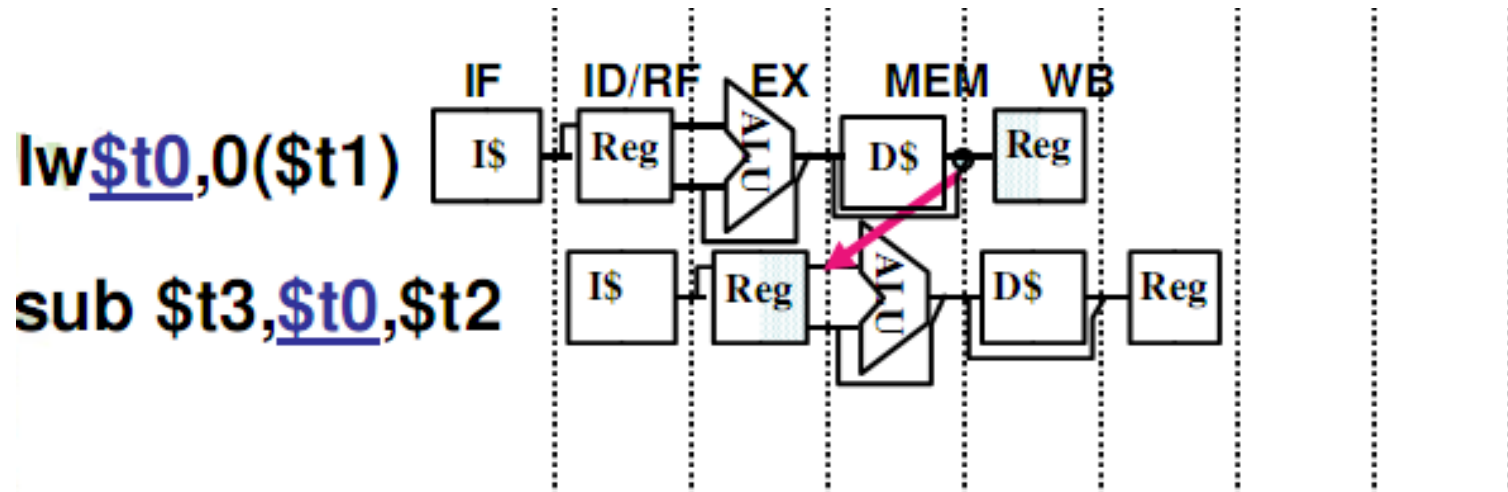 IF ID/RF EX MEM WB
lw$t0,0($t1) I$ Reg ALU D$ Reg
sub $t3,$t0,$t2 I$ Reg ALU D$ Reg